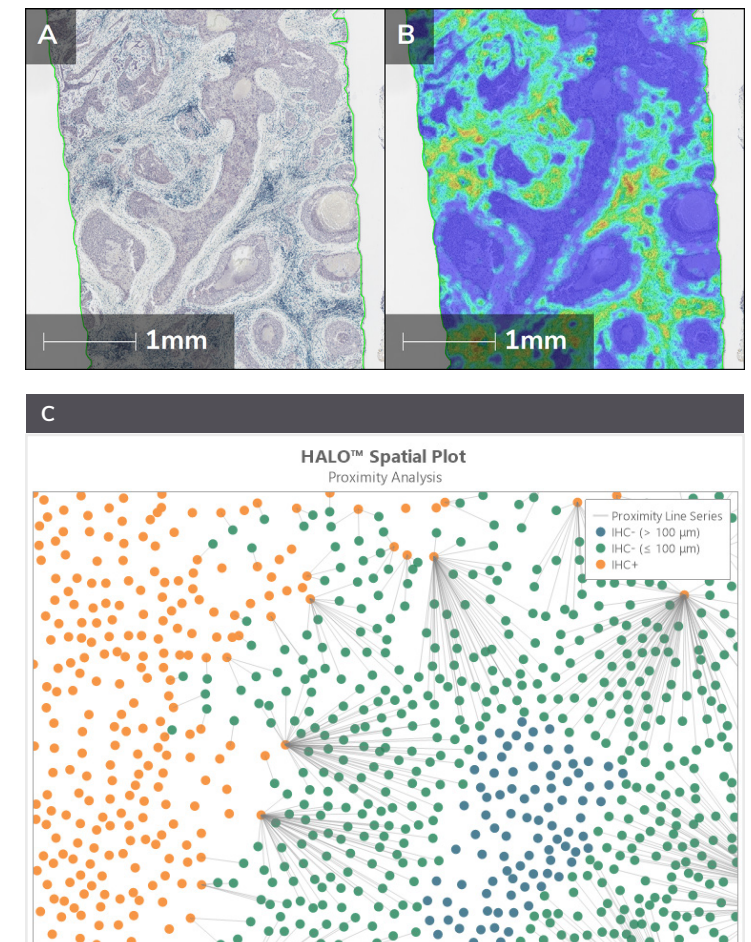 A
B
1mm
1mm
C
HALO™ Spatial Plot
Proximity Analysis
Proximity Line Series
IHC- (> 100 µm)
IHC- (≤ 100 µm)
IHC+